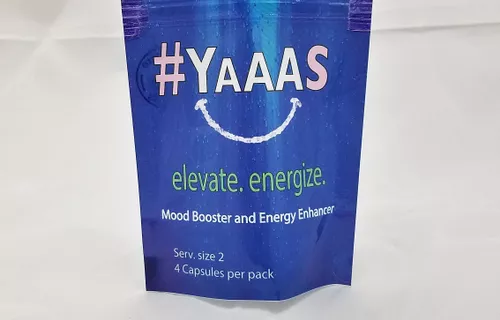 #YAAAS
elevate. energize.
Mood Booster and Energy Enhancer
Serv. size 2
4 Capsules per pack